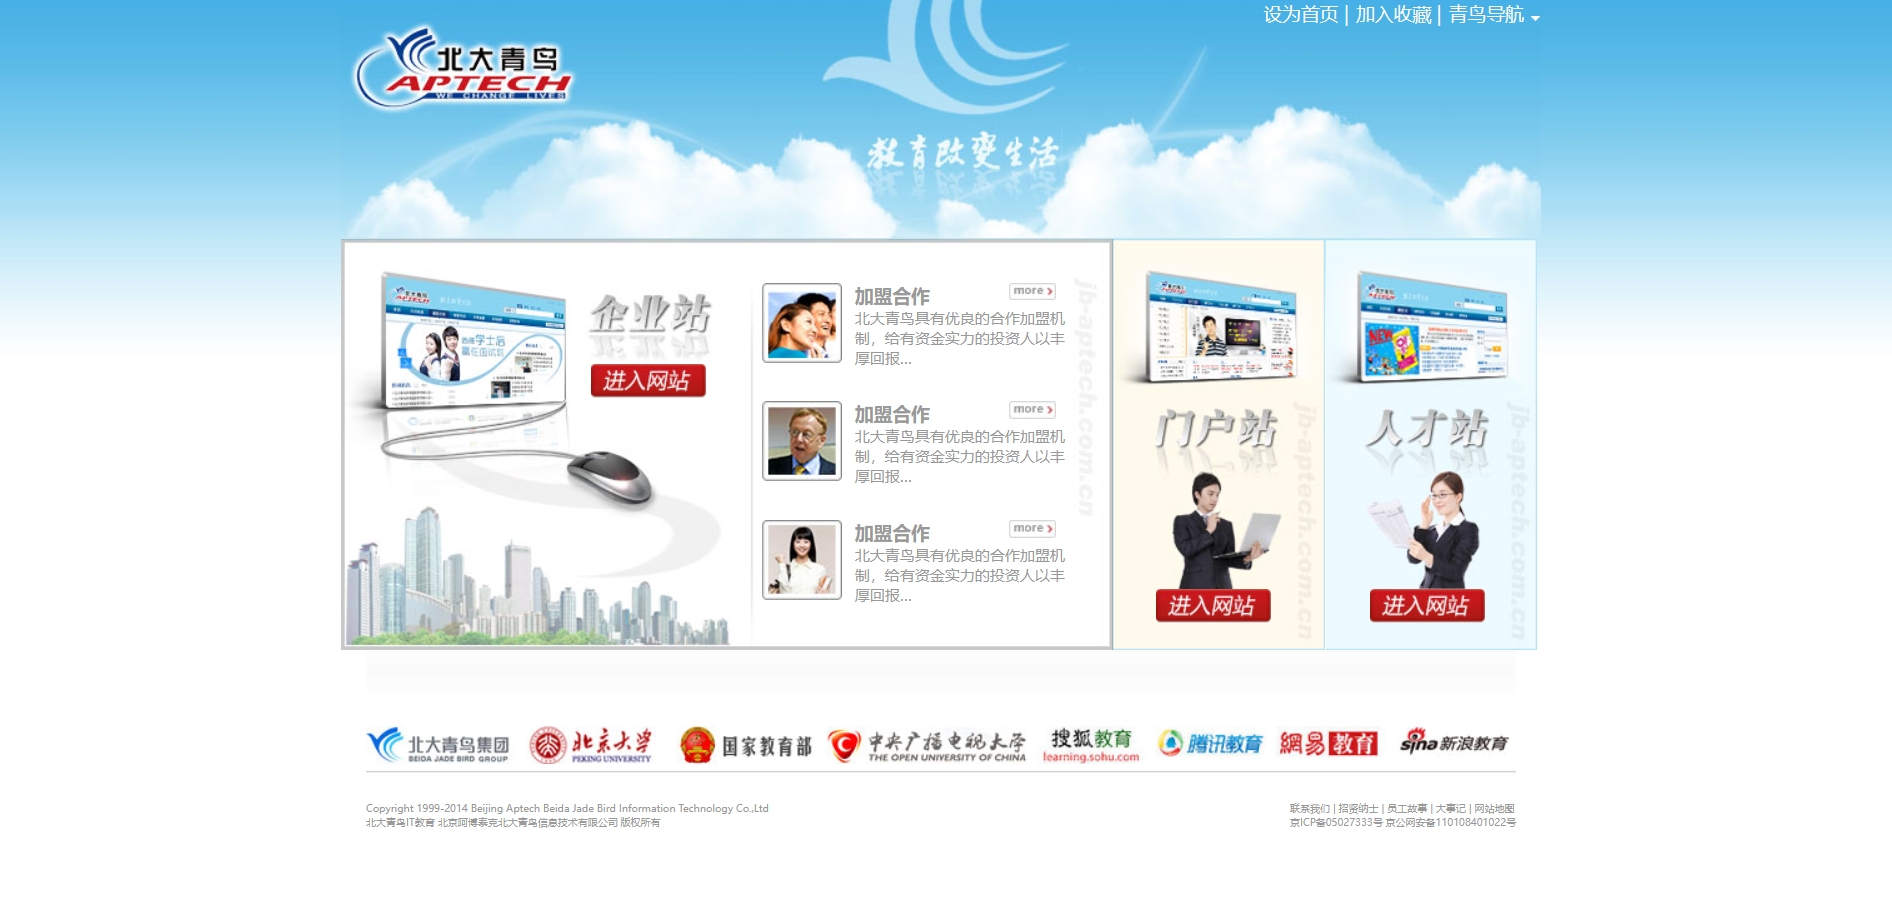 设为首页 | 加入收藏 | 青鸟导航
北大青鸟
APTECH
WE CHANGE LIVES
教育改变生活
企业站
进入网站
加盟合作
more
北大青鸟具有优良的合作加盟机
制，给有资金实力的投资人以丰
厚回报...
加盟合作
more
北大青鸟具有优良的合作加盟机
制，给有资金实力的投资人以丰
厚回报...
加盟合作
more
北大青鸟具有优良的合作加盟机
制，给有资金实力的投资人以丰
厚回报...
jb-aptech.com.cn
门户站
jb-aptech.com.cn
进入网站
人才站
jb-aptech.com.cn
进入网站
北大青鸟集团
BEIDA JADE BIRD GROUP
北京大学
PEKING UNIVERSITY
国家教育部
中央广播电视大学
THE OPEN UNIVERSITY OF CHINA
搜狐教育
learning.sohu.com
腾讯教育
網易教育
sina新浪教育
Copyright 1999-2014 Beijing Aptech Beida Jade Bird Information Technology Co.,Ltd
北大青鸟IT教育 北京阿博泰克北大青鸟信息技术有限公司 版权所有
联系我们 | 招贤纳士 | 员工故事 | 大事记 | 网站地图
京ICP备05027333号 京公网安备110108401022号